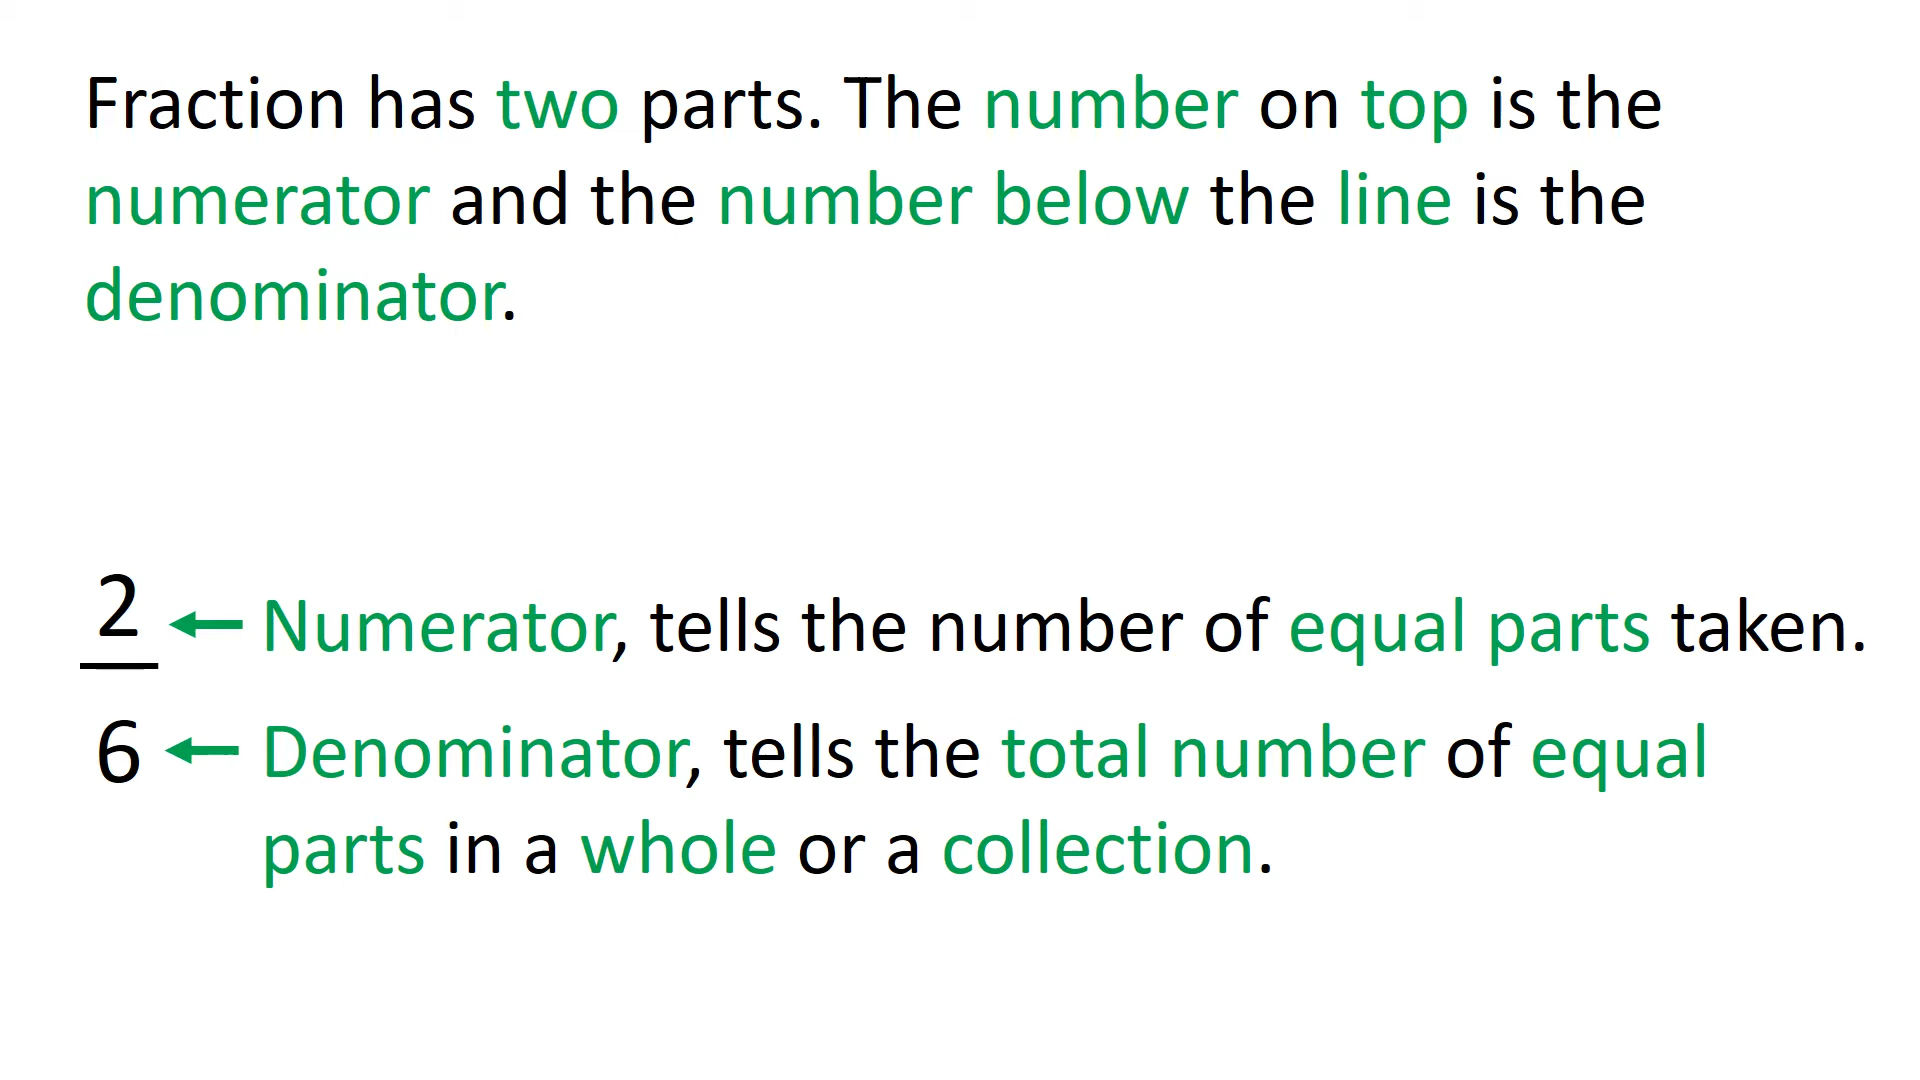 Fraction has two parts. The number on top is the
numerator and the number below the line is the
denominator.
2
Numerator, tells the number of equal parts taken.
6
Denominator, tells the total number of equal
parts in a whole or a collection.